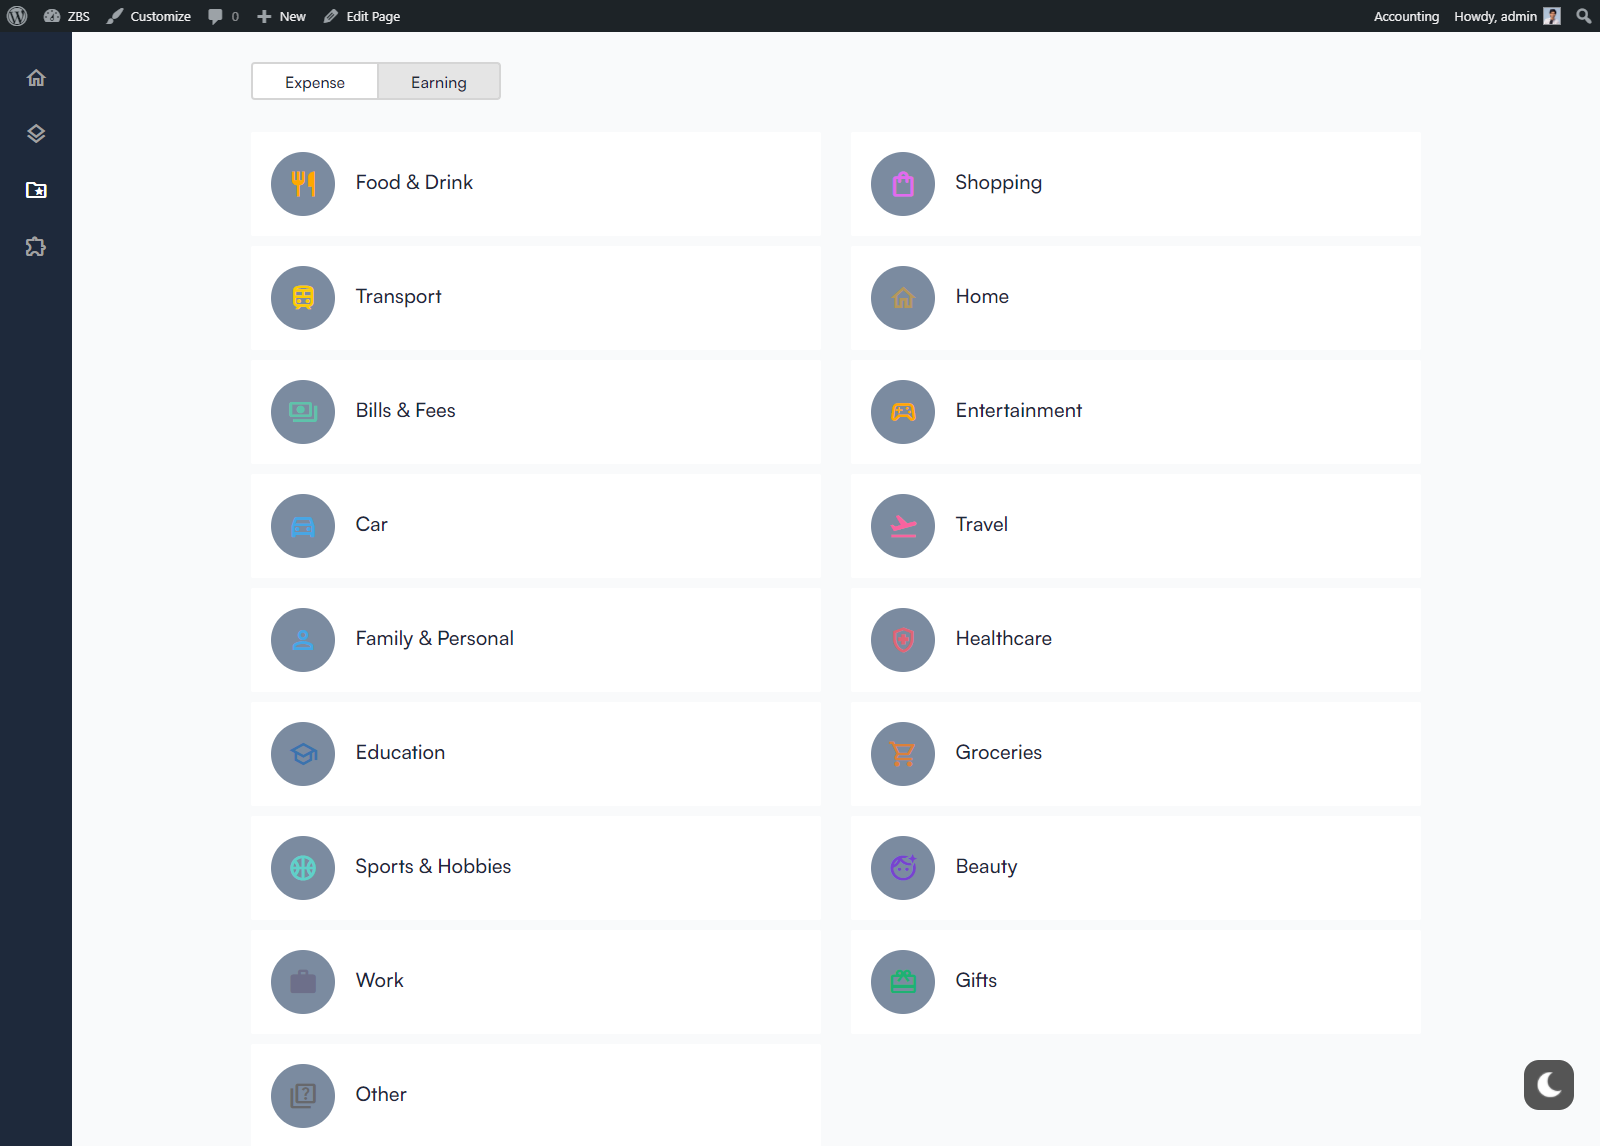 ZBS Customize 0 New Edit Page Accounting Howdy, admin
Expense Earning
Food & Drink Shopping
Transport Home
Bills & Fees Entertainment
Car Travel
Family & Personal Healthcare
Education Groceries
Sports & Hobbies Beauty
Work Gifts
? Other